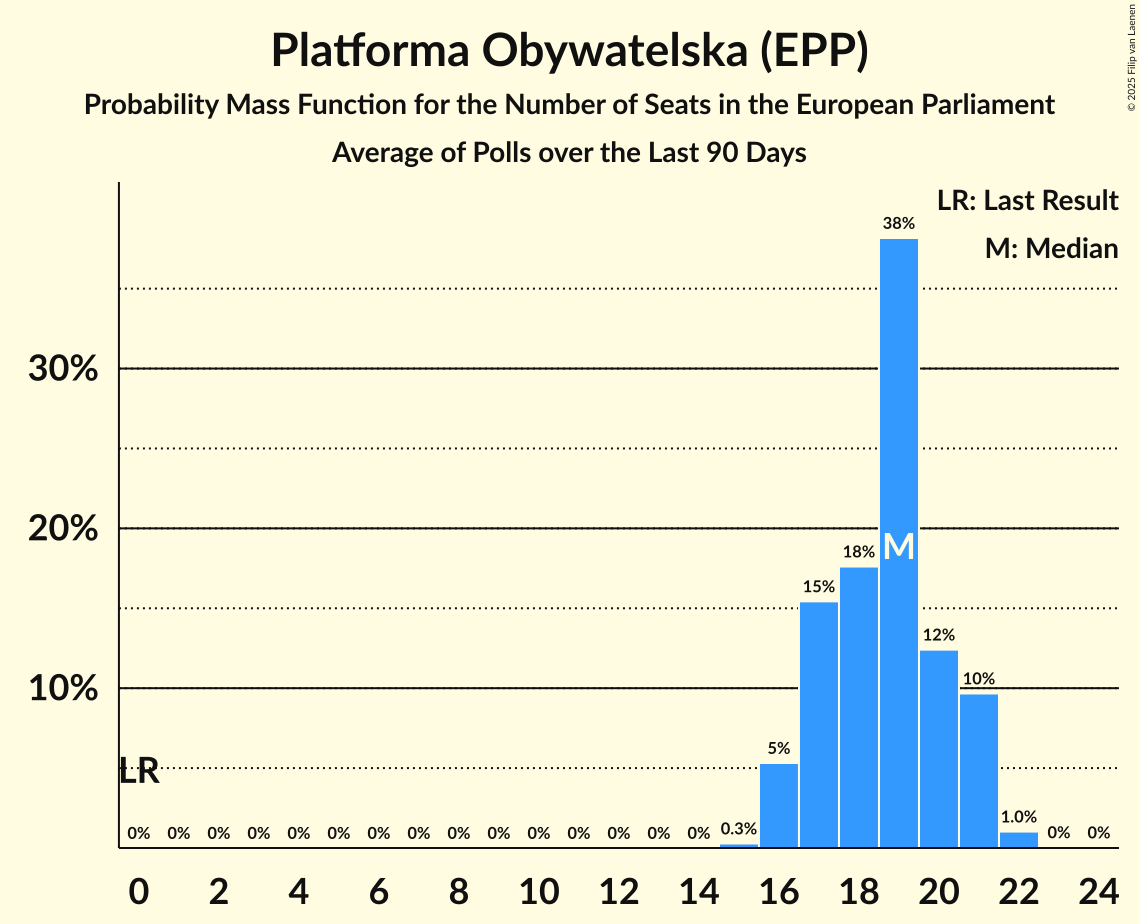 Platforma Obywatelska (EPP)
Probability Mass Function for the Number of Seats in the European Parliament
Average of Polls over the Last 90 Days
© 2025 Filip van Laenen
LR: Last Result
M: Median
38%
30%
20%
M
18%
15%
12%
10%
10%
5%
LR
0% 0% 0% 0% 0% 0% 0% 0% 0% 0% 0% 0% 0% 0% 0% 0.3% 1.0% 0% 0%
0 2 4 6 8 10 12 14 16 18 20 22 24